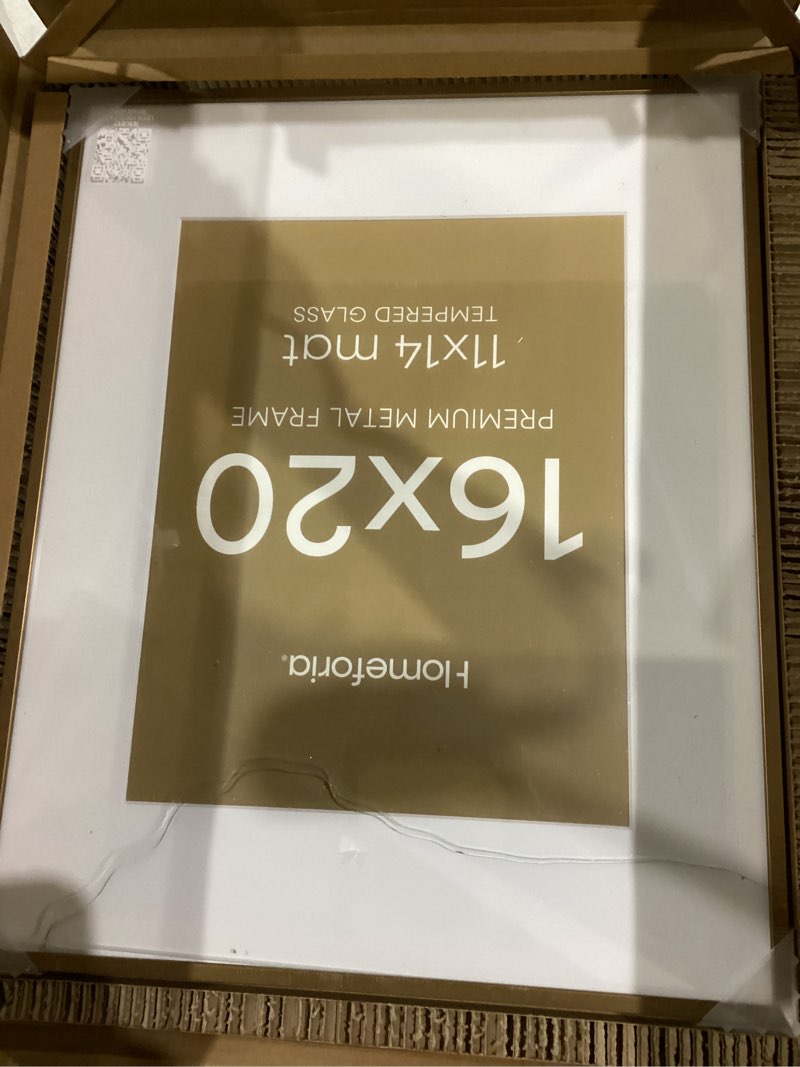 Homeforia®
16x20
PREMIUM METAL FRAME
11x14 mat
TEMPERED GLASS